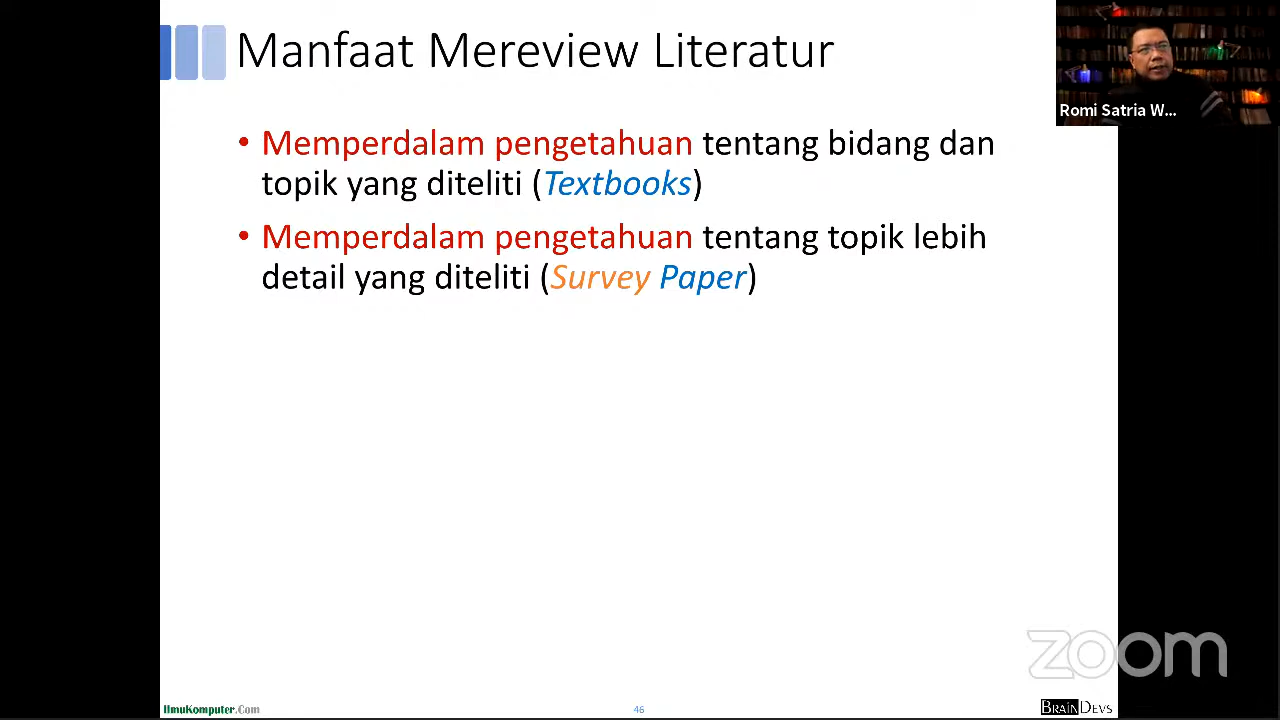 Manfaat Mereview Literatur
Romi Satria W...
• Memperdalam pengetahuan tentang bidang dan
topik yang diteliti (Textbooks)
• Memperdalam pengetahuan tentang topik lebih
detail yang diteliti (Survey Paper)
zoom
IlmuKomputer.Com
46
BRAINDEVS